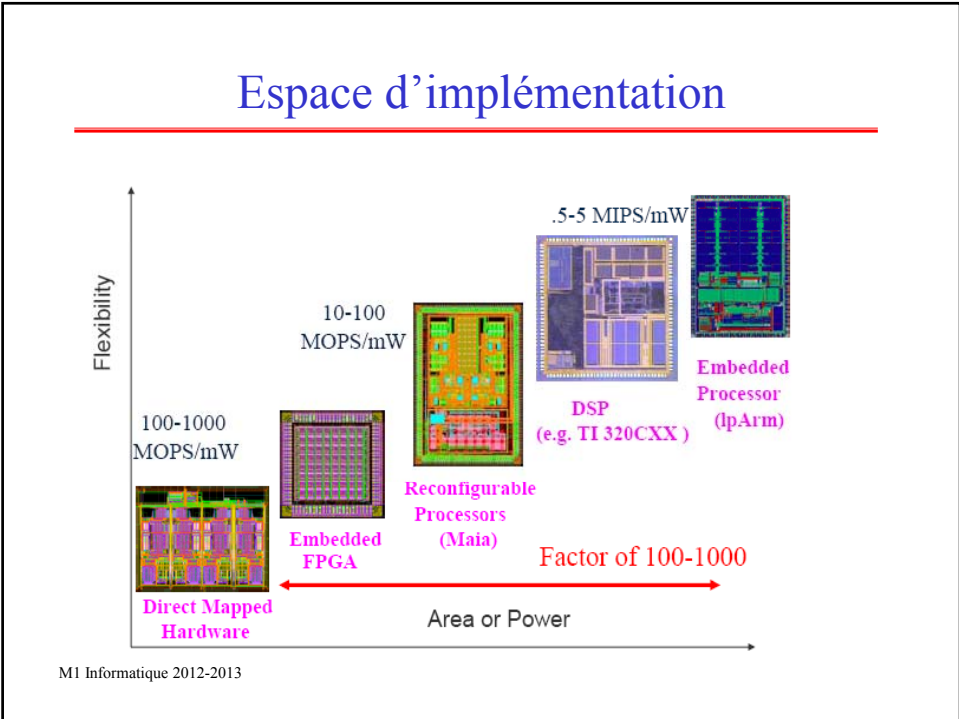 Espace d'implémentation
Flexibility
.5-5 MIPS/mW
10-100
MOPS/mW
100-1000
MOPS/mW
Embedded
Processor
(lpArm)
DSP
(e.g. TI 320CXX )
Reconfigurable
Processors
(Maia)
Embedded
FPGA
Factor of 100-1000
Direct Mapped
Hardware
Area or Power
M1 Informatique 2012-2013